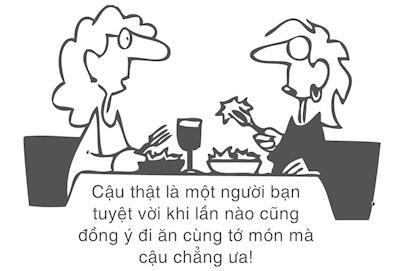 Cậu thật là một người bạn
tuyệt vời khi lần nào cũng
đồng ý đi ăn cùng tớ món mà
cậu chẳng ưa!